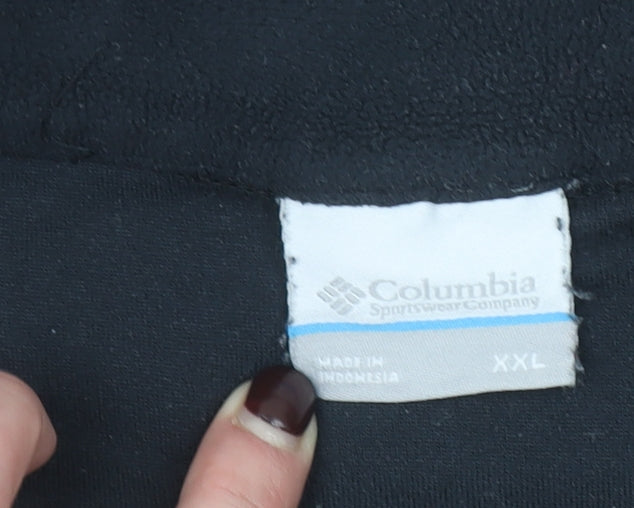 Columbia
Sportswear Company
MADE IN
INDONESIA
XXL